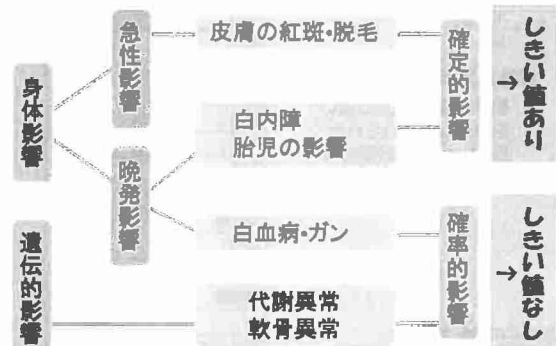 身体影響
遺伝的影響
急性影響
晩発影響
皮膚の紅斑・脱毛
白内障
胎児の影響
白血病・ガン
代謝異常
軟骨異常
確定的影響
確率的影響
→しきい値あり
→しきい値なし